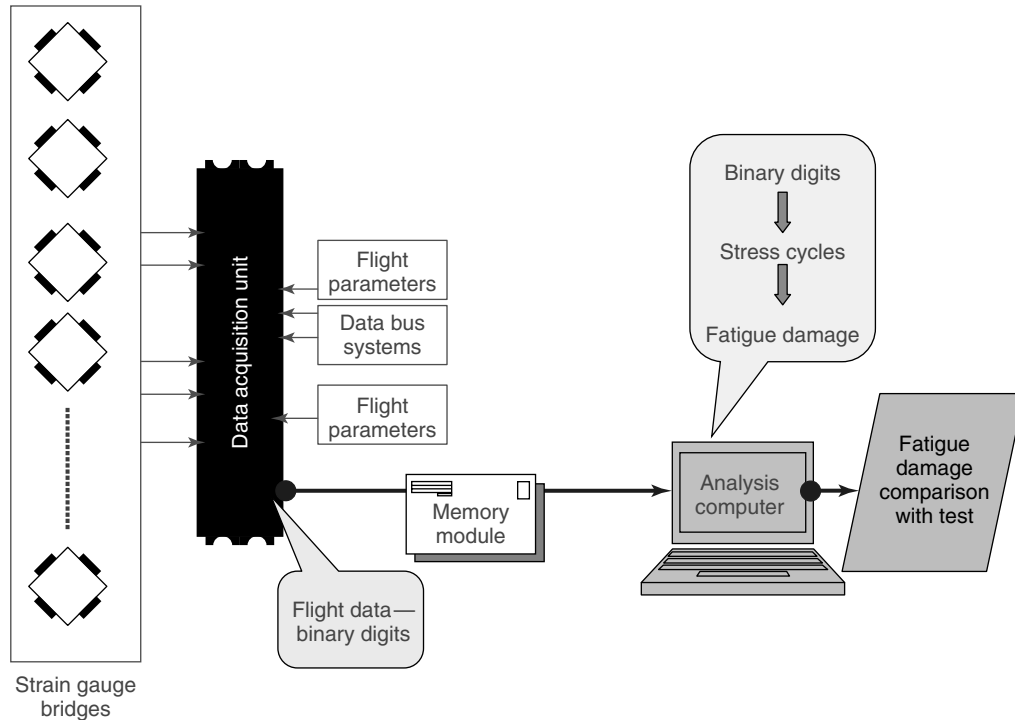 Strain gauge
bridges
Data acquisition unit
Flight
parameters
Data bus
systems
Flight
parameters
Flight data—
binary digits
Memory
module
Binary digits
Stress cycles
Fatigue damage
Analysis
computer
Fatigue
damage
comparison
with test